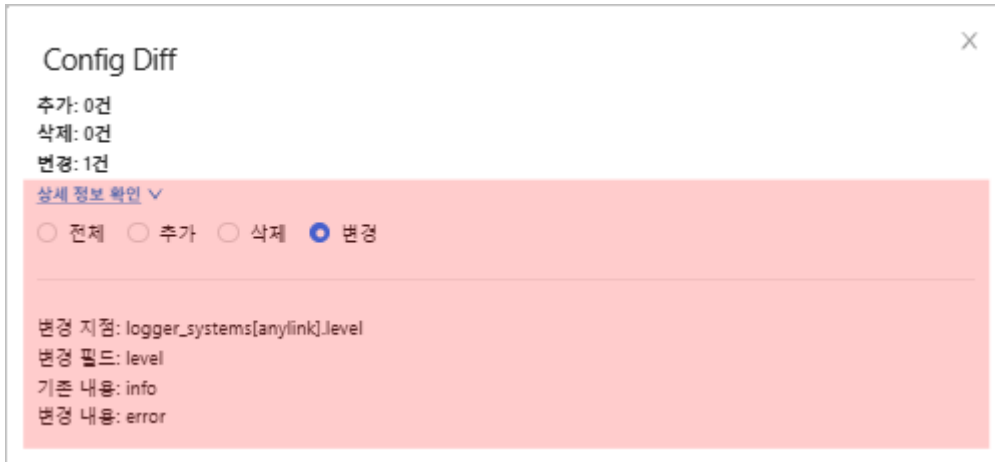 Config Diff
추가: 0건
삭제: 0건
변경: 1건
상세 정보 확인
전체 추가 삭제 변경
변경 지점: logger_systems[anylink].level
변경 필드: level
기존 내용: info
변경 내용: error